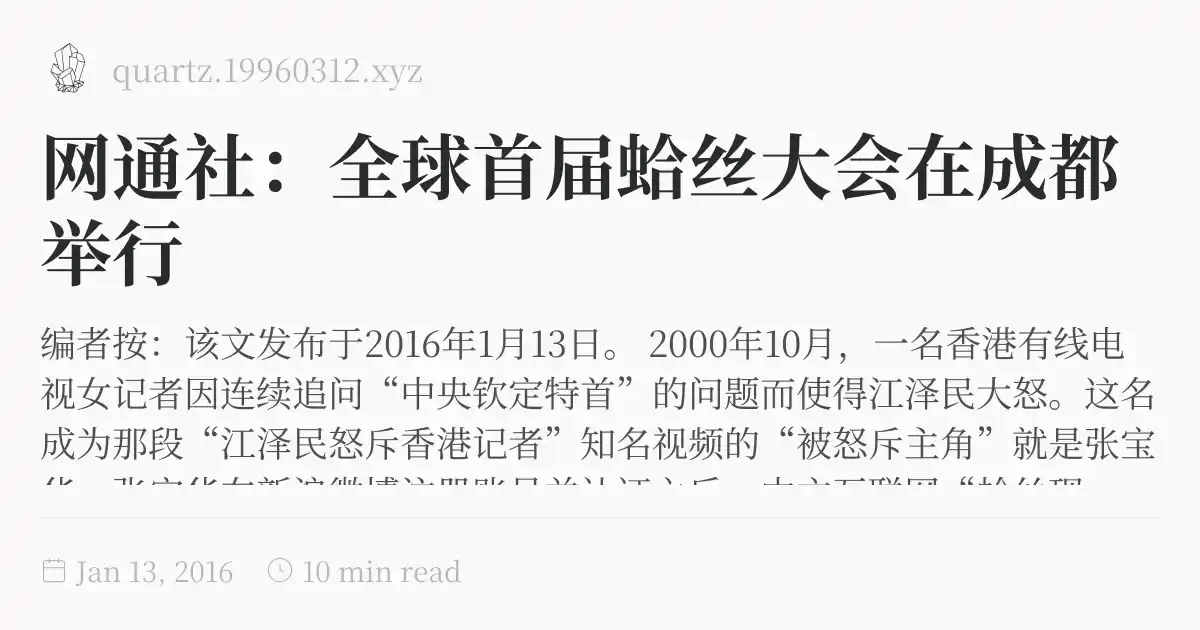 quartz.19960312.xyz
网通社：全球首届蛤丝大会在成都
举行
编者按：该文发布于2016年1月13日。 2000年10月，一名香港有线电
视女记者因连续追问“中央钦定特首”的问题而使得江泽民大怒。这名
成为那段“江泽民怒斥香港记者”知名视频的“被怒斥主角”就是张宝
Jan 13, 2016
10 min read